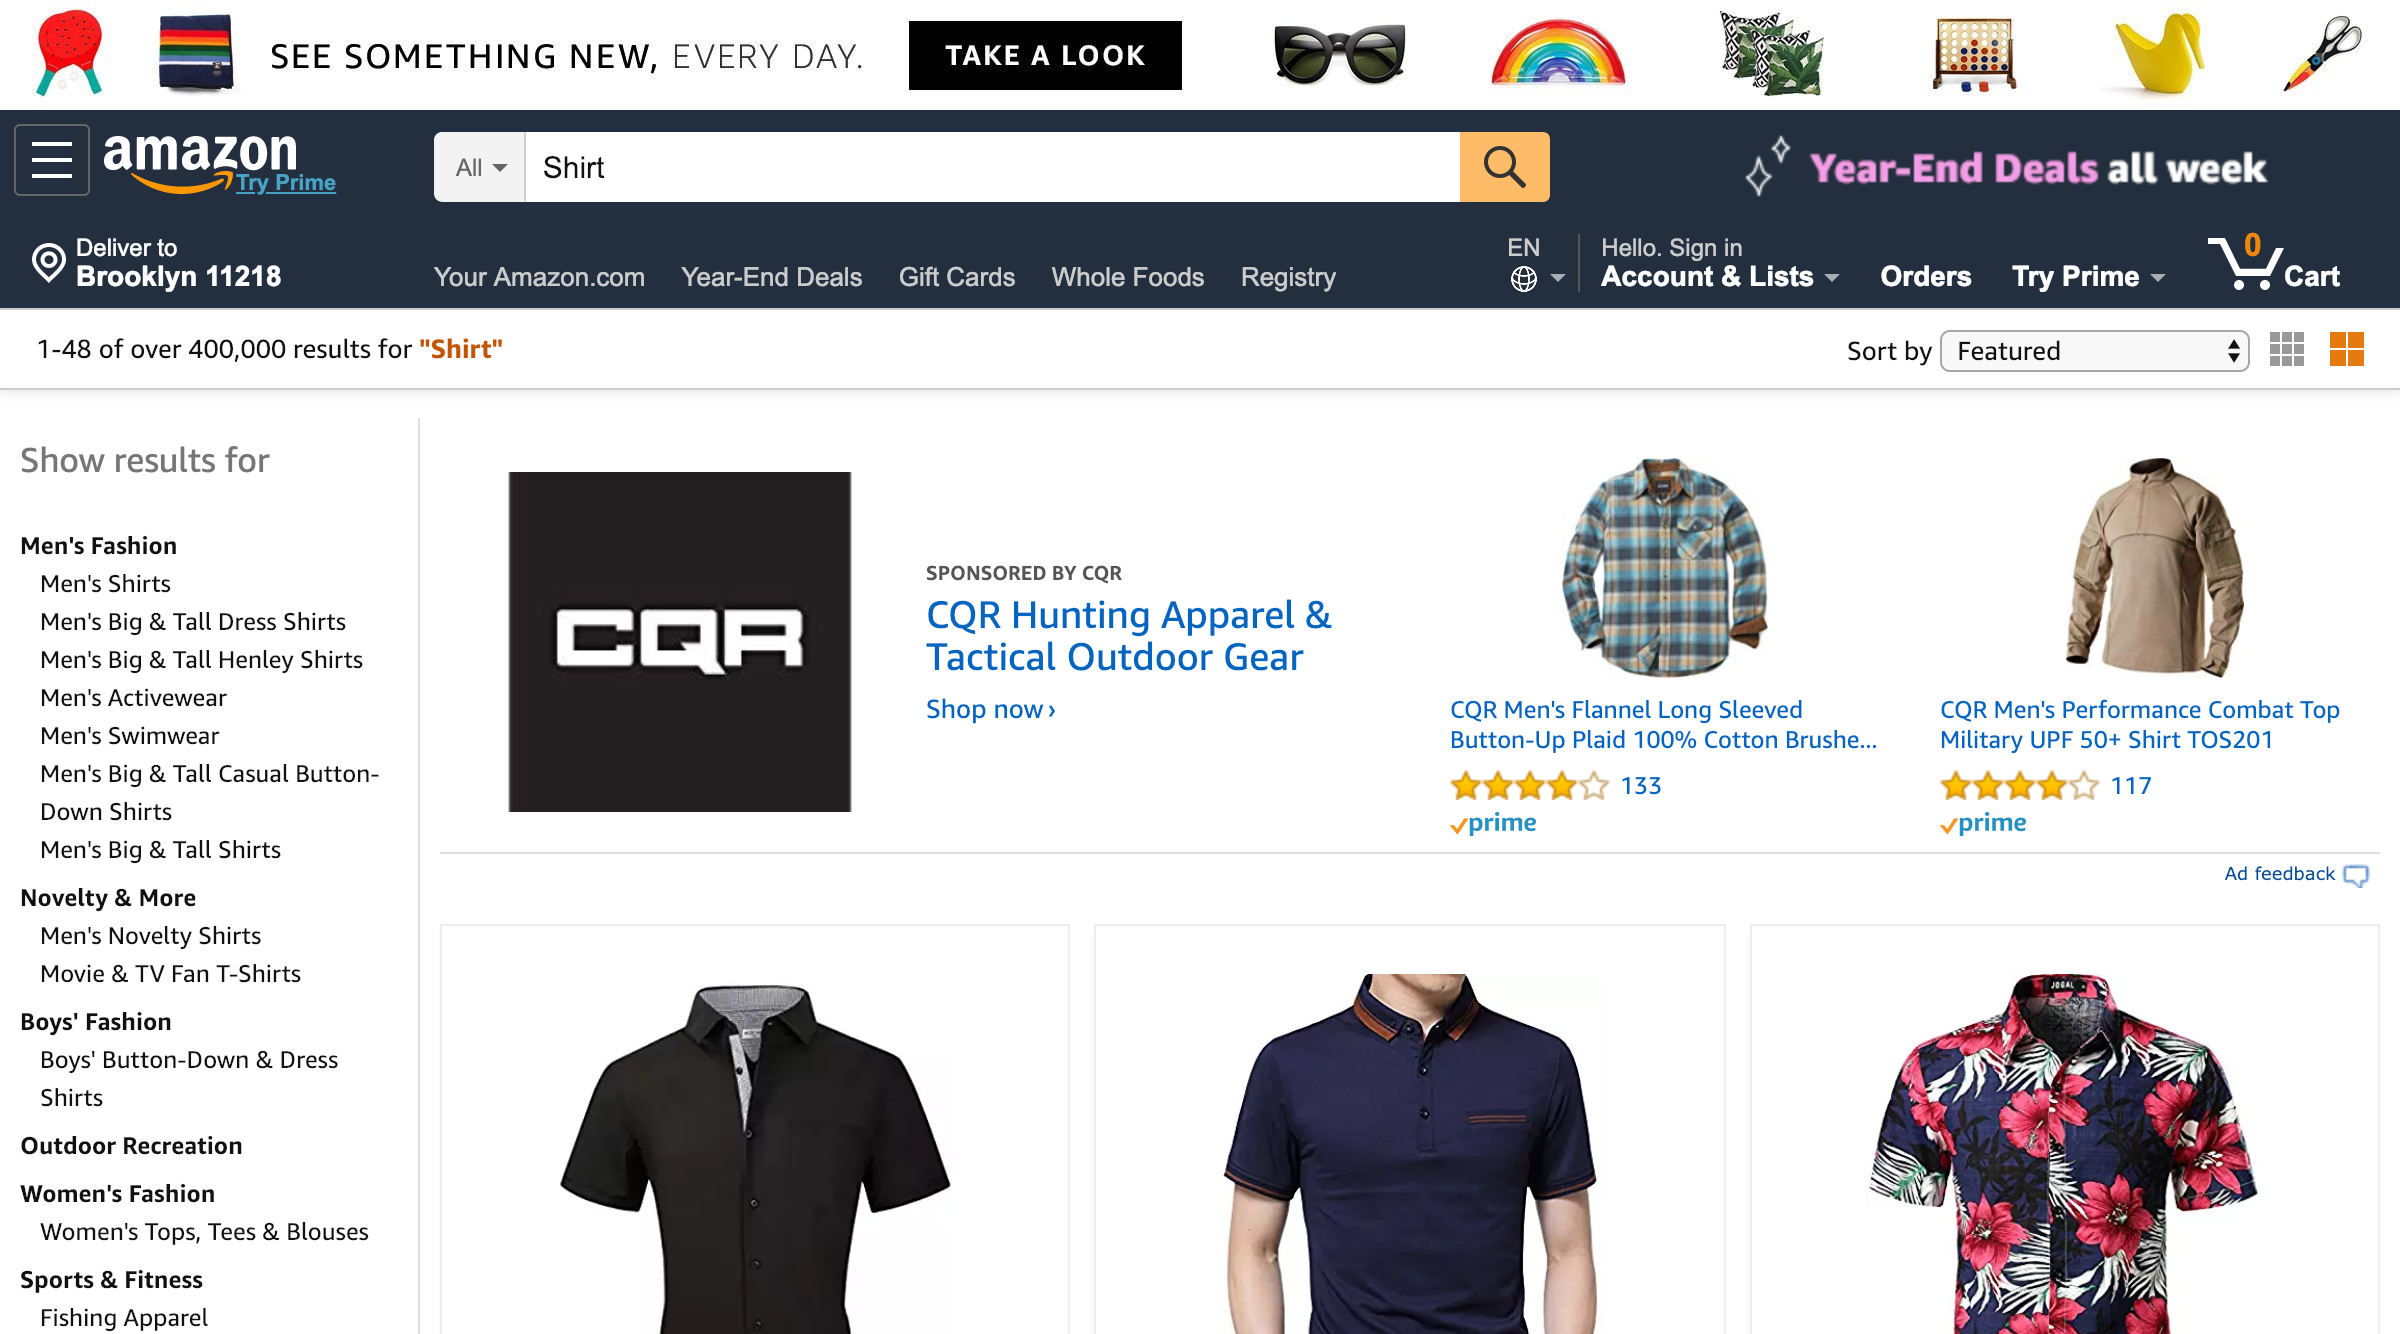 SEE SOMETHING NEW, EVERY DAY.
TAKE A LOOK
amazon
Try Prime
All
Shirt
Year-End Deals all week
Deliver to
Brooklyn 11218
Your Amazon.com
Year-End Deals
Gift Cards
Whole Foods
Registry
EN
Hello. Sign in
Account & Lists
Orders
Try Prime
0
Cart
1-48 of over 400,000 results for "Shirt"
Sort by
Featured
Show results for
Men's Fashion
Men's Shirts
Men's Big & Tall Dress Shirts
Men's Big & Tall Henley Shirts
Men's Activewear
Men's Swimwear
Men's Big & Tall Casual Button-
Down Shirts
Men's Big & Tall Shirts
Novelty & More
Men's Novelty Shirts
Movie & TV Fan T-Shirts
Boys' Fashion
Boys' Button-Down & Dress
Shirts
Outdoor Recreation
Women's Fashion
Women's Tops, Tees & Blouses
Sports & Fitness
Fishing Apparel
CQR
SPONSORED BY CQR
CQR Hunting Apparel &
Tactical Outdoor Gear
Shop now ›
CQR Men's Flannel Long Sleeved
Button-Up Plaid 100% Cotton Brushe...
133
prime
CQR Men's Performance Combat Top
Military UPF 50+ Shirt TOS201
117
prime
Ad feedback
JOGAL